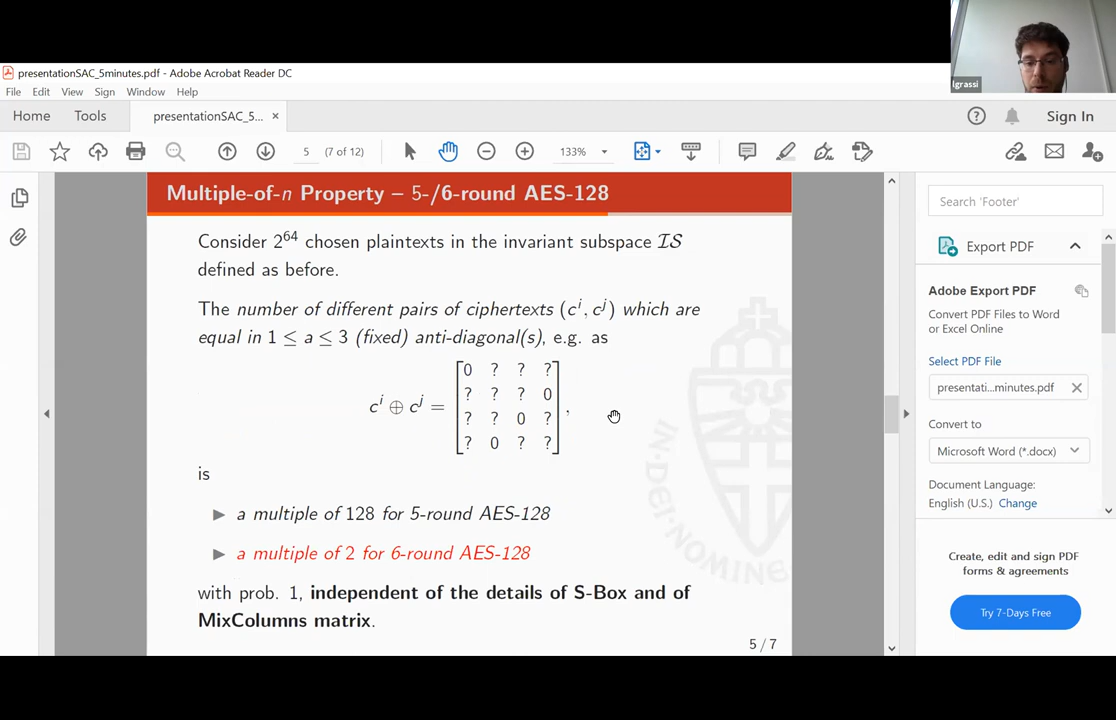 lgrassi
presentationSAC_5minutes.pdf - Adobe Acrobat Reader DC
File Edit View Sign Window Help
Home Tools presentationSAC_5... × Sign In
5 (7 of 12) 133%
Multiple-of-n Property – 5-/6-round AES-128
Consider 2^64 chosen plaintexts in the invariant subspace IS
defined as before.
The number of different pairs of ciphertexts (c^i, c^j) which are
equal in 1 ≤ a ≤ 3 (fixed) anti-diagonal(s), e.g. as
c^i ⊕ c^j =
0 ? ? ?
? ? ? 0
? ? 0 ?
? 0 ? ?
,
is
▶ a multiple of 128 for 5-round AES-128
▶ a multiple of 2 for 6-round AES-128
with prob. 1, independent of the details of S-Box and of
MixColumns matrix.
5 / 7
IN·DEI·NOMINE
Search 'Footer'
Export PDF
Adobe Export PDF
Convert PDF Files to Word
or Excel Online
Select PDF File
presentati...minutes.pdf ×
Convert to
Microsoft Word (*.docx)
Document Language:
English (U.S.) Change
Create, edit and sign PDF
forms & agreements
Try 7-Days Free